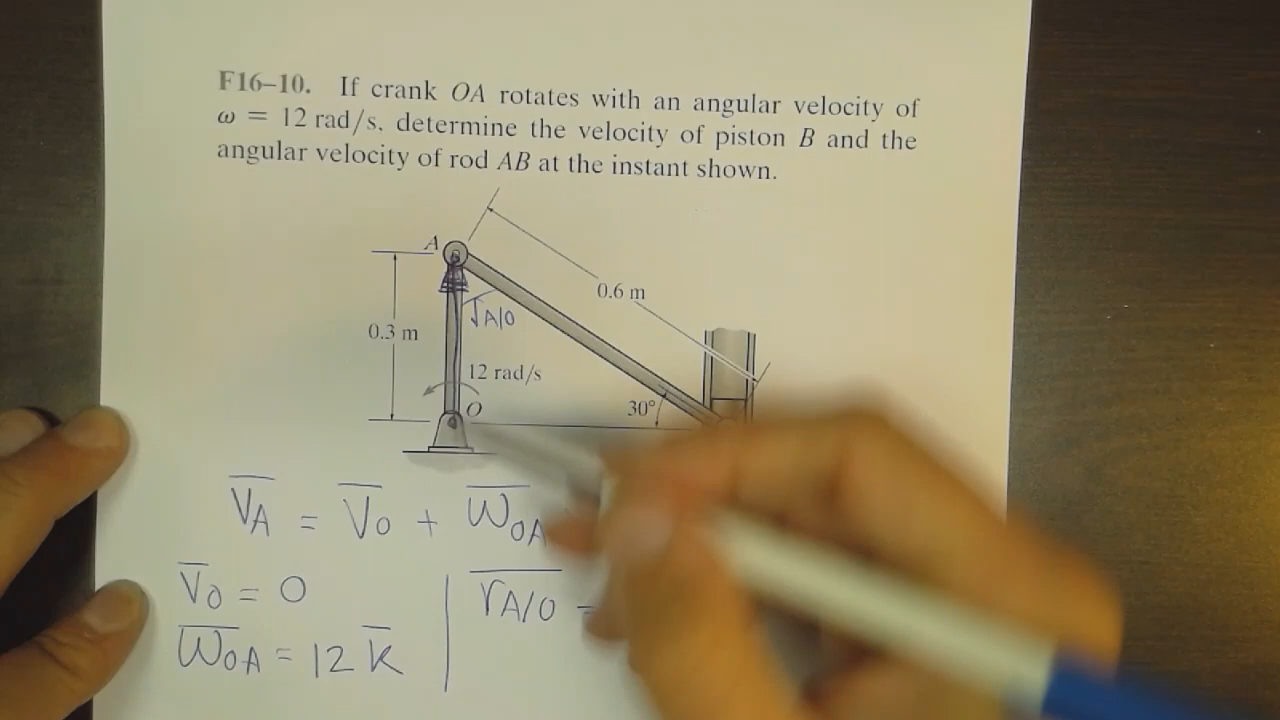 F16–10. If crank OA rotates with an angular velocity of
ω = 12 rad/s, determine the velocity of piston B and the
angular velocity of rod AB at the instant shown.
A
0.6 m
0.3 m
r A/O
12 rad/s
30°
O
V̅A = V̅O + W̅OA
V̅O = 0
r̅A/O =
W̅OA = 12 K̅